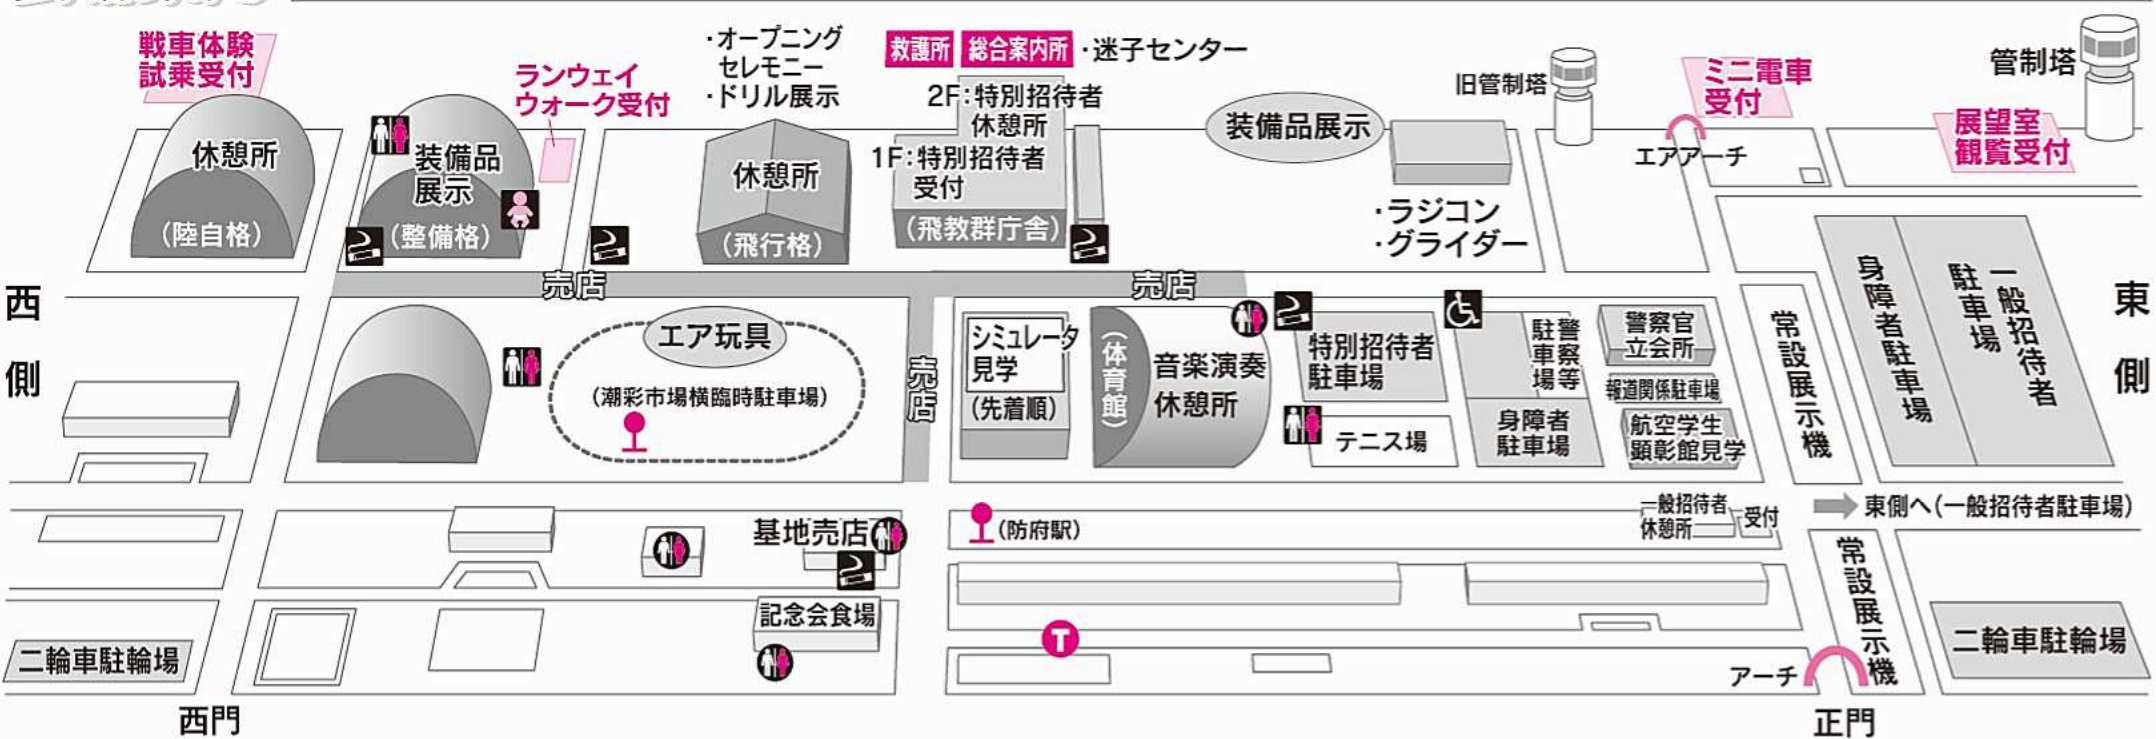 戦車体験
試乗受付
休憩所
(陸自格)
装備品
展示
(整備格)
ランウェイ
ウォーク受付
・オープニング
セレモニー
・ドリル展示
休憩所
(飛行格)
救護所 総合案内所 ・迷子センター
2F:特別招待者
休憩所
1F:特別招待者
受付
(飛教群庁舎)
装備品展示
・ラジコン
・グライダー
旧管制塔
ミニ電車
受付
エアアーチ
管制塔
展望室
観覧受付
西側
東側
売店
売店
売店
エア玩具
(潮彩市場横臨時駐車場)
シミュレータ
見学
(先着順)
(体育館)
音楽演奏
休憩所
特別招待者
駐車場
テニス場
警察等
駐車場
身障者
駐車場
警察官
立会所
報道関係駐車場
航空学生
顕彰館見学
常設展示機
身障者駐車場
一般招待者
駐車場
基地売店
(防府駅)
一般招待者
休憩所
受付
東側へ(一般招待者駐車場)
記念会食場
T
常設展示機
アーチ
二輪車駐輪場
二輪車駐輪場
西門
正門